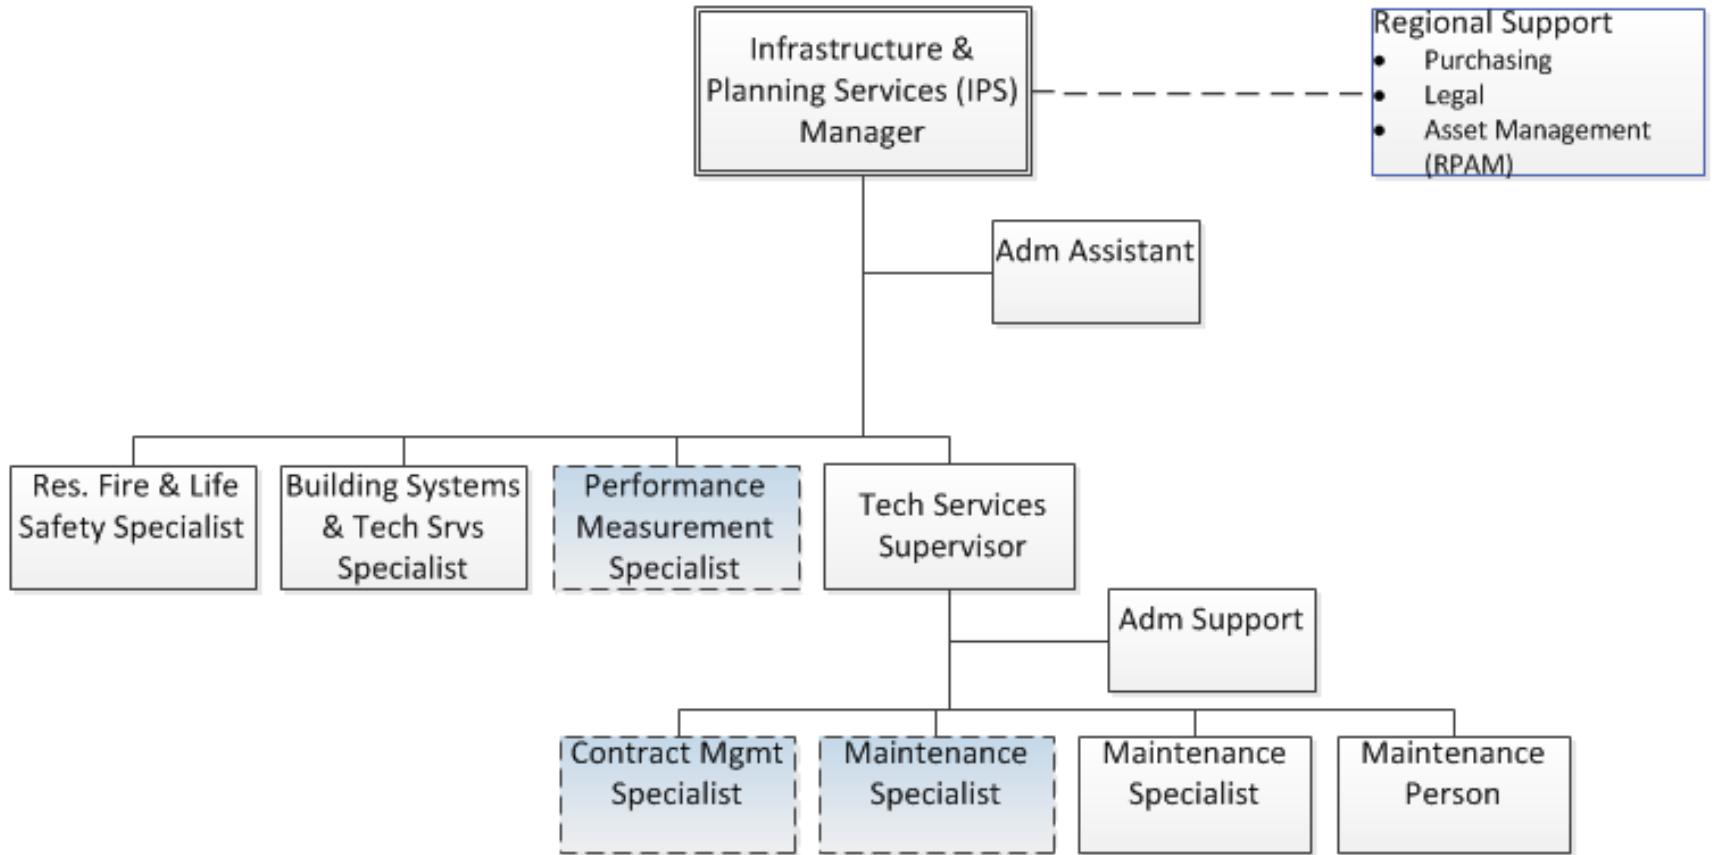 Infrastructure &
Planning Services (IPS)
Manager
Regional Support
• Purchasing
• Legal
• Asset Management
(RPAM)
Adm Assistant
Res. Fire & Life
Safety Specialist
Building Systems
& Tech Srvs
Specialist
Performance
Measurement
Specialist
Tech Services
Supervisor
Adm Support
Contract Mgmt
Specialist
Maintenance
Specialist
Maintenance
Specialist
Maintenance
Person